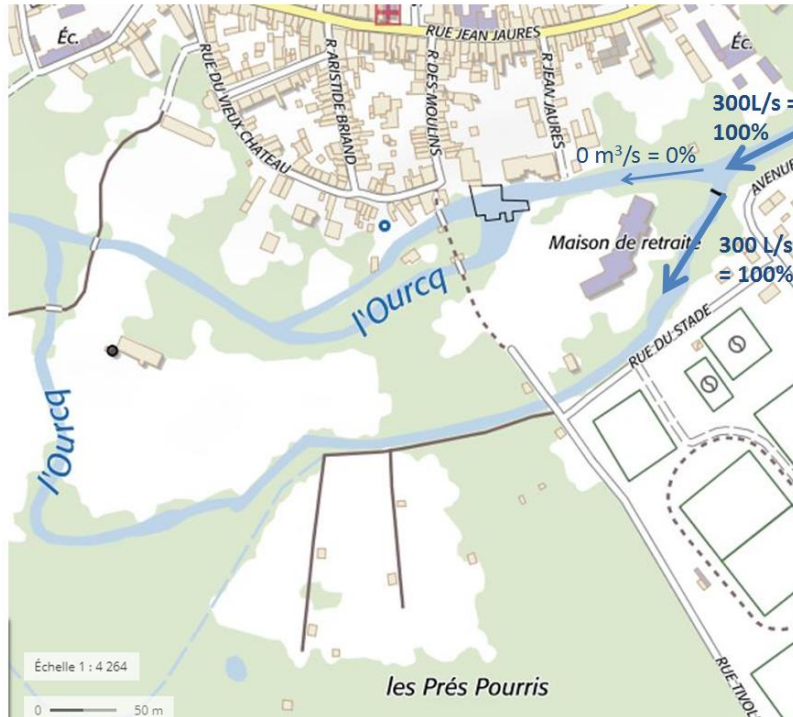 Éc.
RUE JEAN JAURES
Éc.
RUE DU VIEUX CHATEAU
R. ARISTIDE BRIAND
R. DES MOULINS
R. JEAN JAURES
300L/s =
100%
0 m³/s = 0%
AVENUE
Maison de retraite
300 L/s
= 100%
l'Ourcq
RUE DU STADE
l'Ourcq
Échelle 1 : 4 264
0
50 m
les Prés Pourris
RUE TIVOL